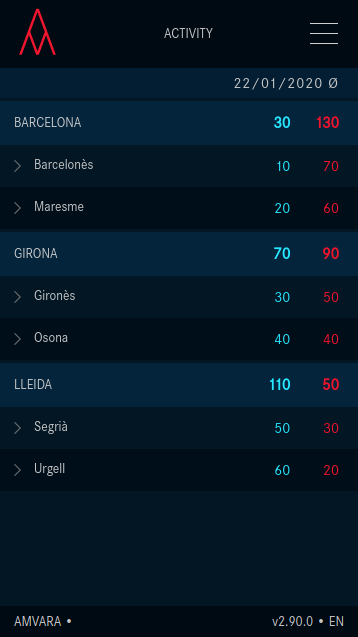 ACTIVITY
22/01/2020 Ø
BARCELONA 30 130
Barcelonès 10 70
Maresme 20 60
GIRONA 70 90
Gironès 30 50
Osona 40 40
LLEIDA 110 50
Segrià 50 30
Urgell 60 20
AMVARA • v2.90.0 • EN